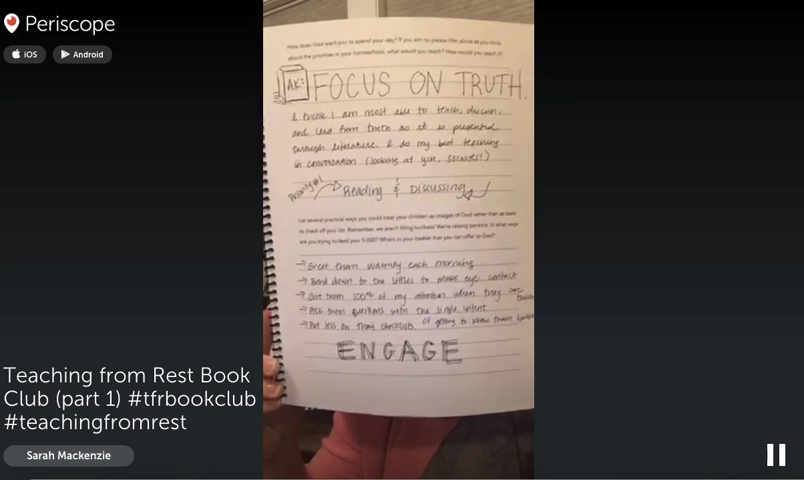 Periscope
iOS
Android
How does God want you to spend your day? If you aim to please Him alone as you think
about the priorities in your homeschool, what would you teach? How would you teach it?
AK:
FOCUS ON TRUTH.
I think I am most able to teach, discuss,
and lead from truth as it is presented
through literature. I do my best teaching
in conversation (looking at you, Socrates!)
Priority #1
Reading & Discussing
List several practical ways you could treat your children as images of God rather than as tasks
to check off your list. Remember, we aren't filling buckets! We're raising persons. In what ways
are you trying to feed your 5,000? What's in your basket that you can offer to God?
→ Greet them warmly each morning
→ Bend down to the littles to make eye contact
→ Give them 100% of my attention when they are
→ Ask them questions with the single intent
of getting to know them better
→ Put less on their checklists.
ENGAGE
Teaching from Rest Book
Club (part 1) #tfrbookclub
#teachingfromrest
Sarah Mackenzie